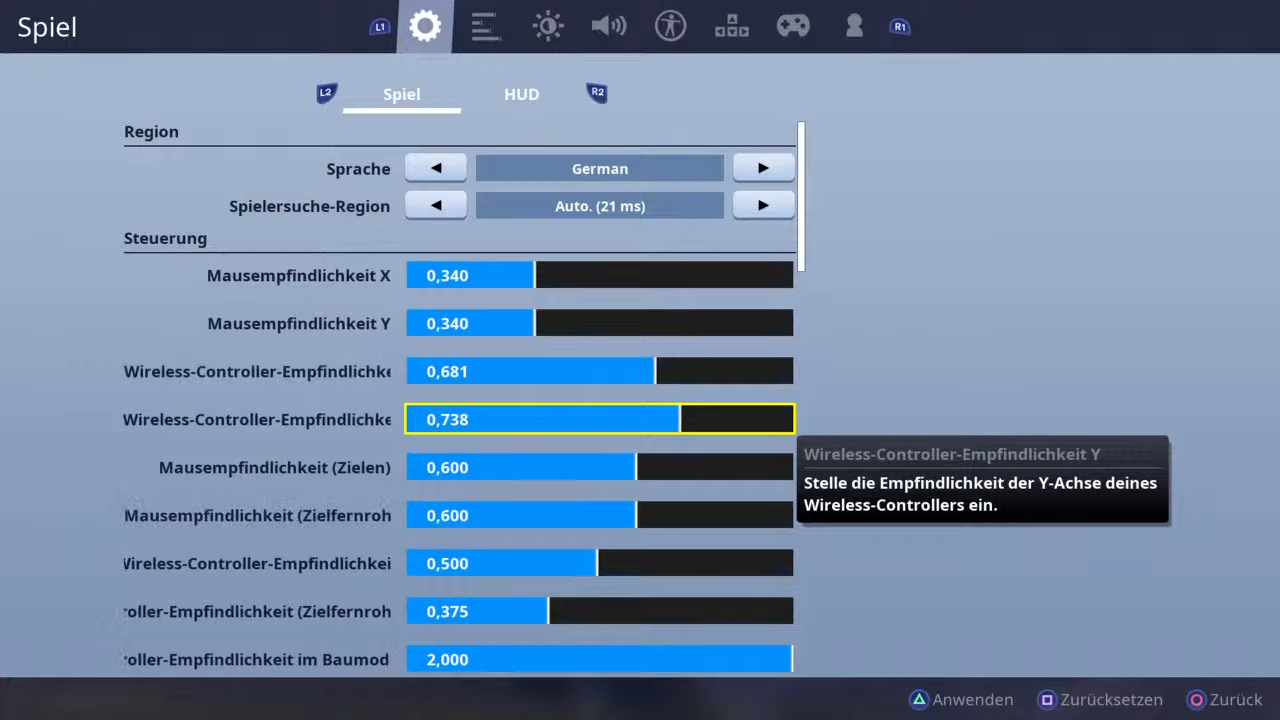 Spiel
L1
R1
L2
Spiel
HUD
R2
Region
Sprache
German
Spielersuche-Region
Auto. (21 ms)
Steuerung
Mausempfindlichkeit X
0,340
Mausempfindlichkeit Y
0,340
Wireless-Controller-Empfindlichke
0,681
Wireless-Controller-Empfindlichke
0,738
Wireless-Controller-Empfindlichkeit Y
Stelle die Empfindlichkeit der Y-Achse deines
Wireless-Controllers ein.
Mausempfindlichkeit (Zielen)
0,600
Mausempfindlichkeit (Zielfernroh
0,600
Wireless-Controller-Empfindlichkei
0,500
roller-Empfindlichkeit (Zielfernroh
0,375
roller-Empfindlichkeit im Baumod
2,000
Anwenden
Zurücksetzen
Zurück